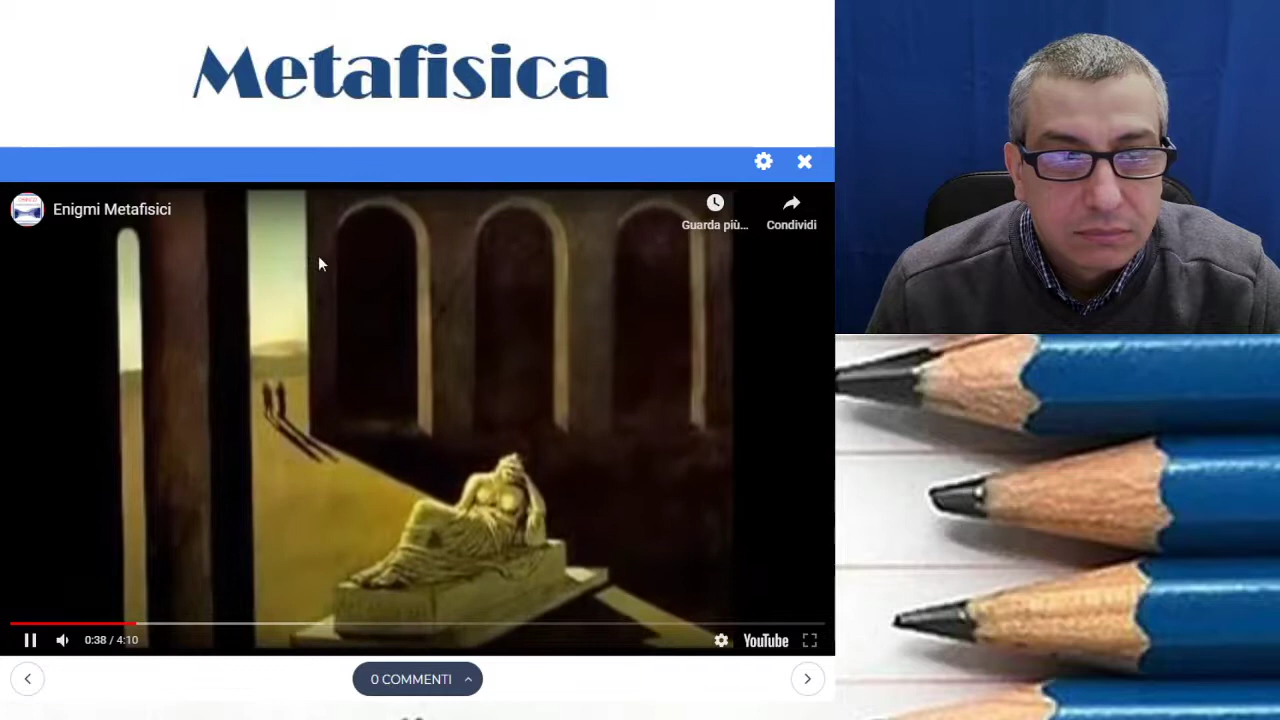 Metafisica
Enigmi Metafisici
Guarda più...
Condividi
0:38 / 4:10
YouTube
0 COMMENTI